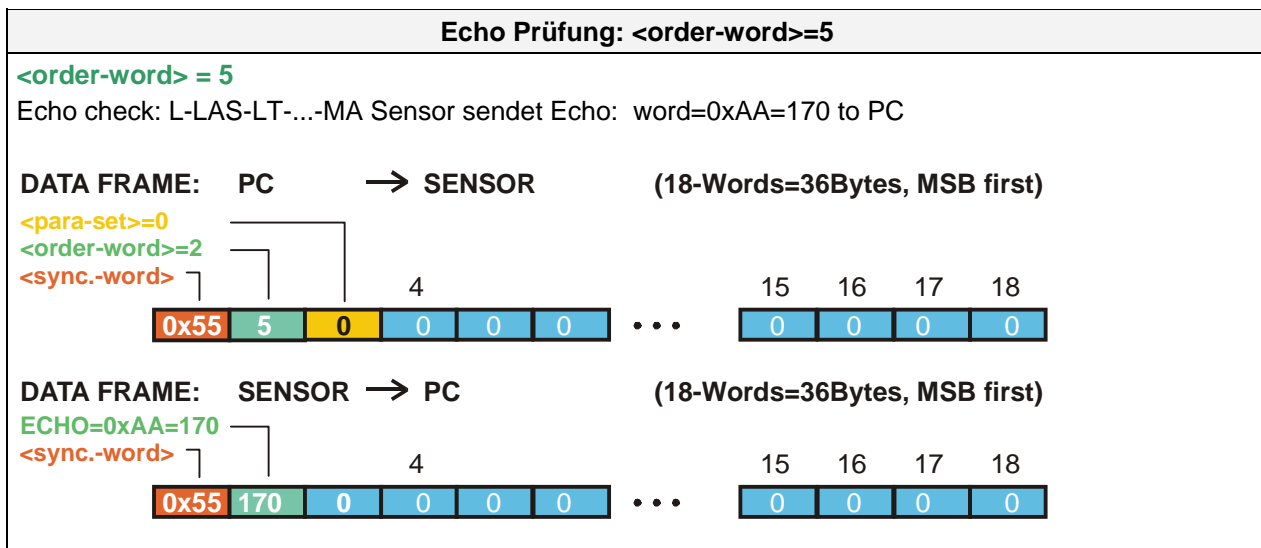 Echo Prüfung: <order-word>=5
<order-word> = 5
Echo check: L-LAS-LT-...-MA Sensor sendet Echo: word=0xAA=170 to PC
DATA FRAME: PC → SENSOR (18-Words=36Bytes, MSB first)
<para-set>=0
<order-word>=2
<sync.-word>
4 15 16 17 18
0x55 5 0 0 0 0 • • • 0 0 0 0
DATA FRAME: SENSOR → PC (18-Words=36Bytes, MSB first)
ECHO=0xAA=170
<sync.-word>
4 15 16 17 18
0x55 170 0 0 0 0 • • • 0 0 0 0